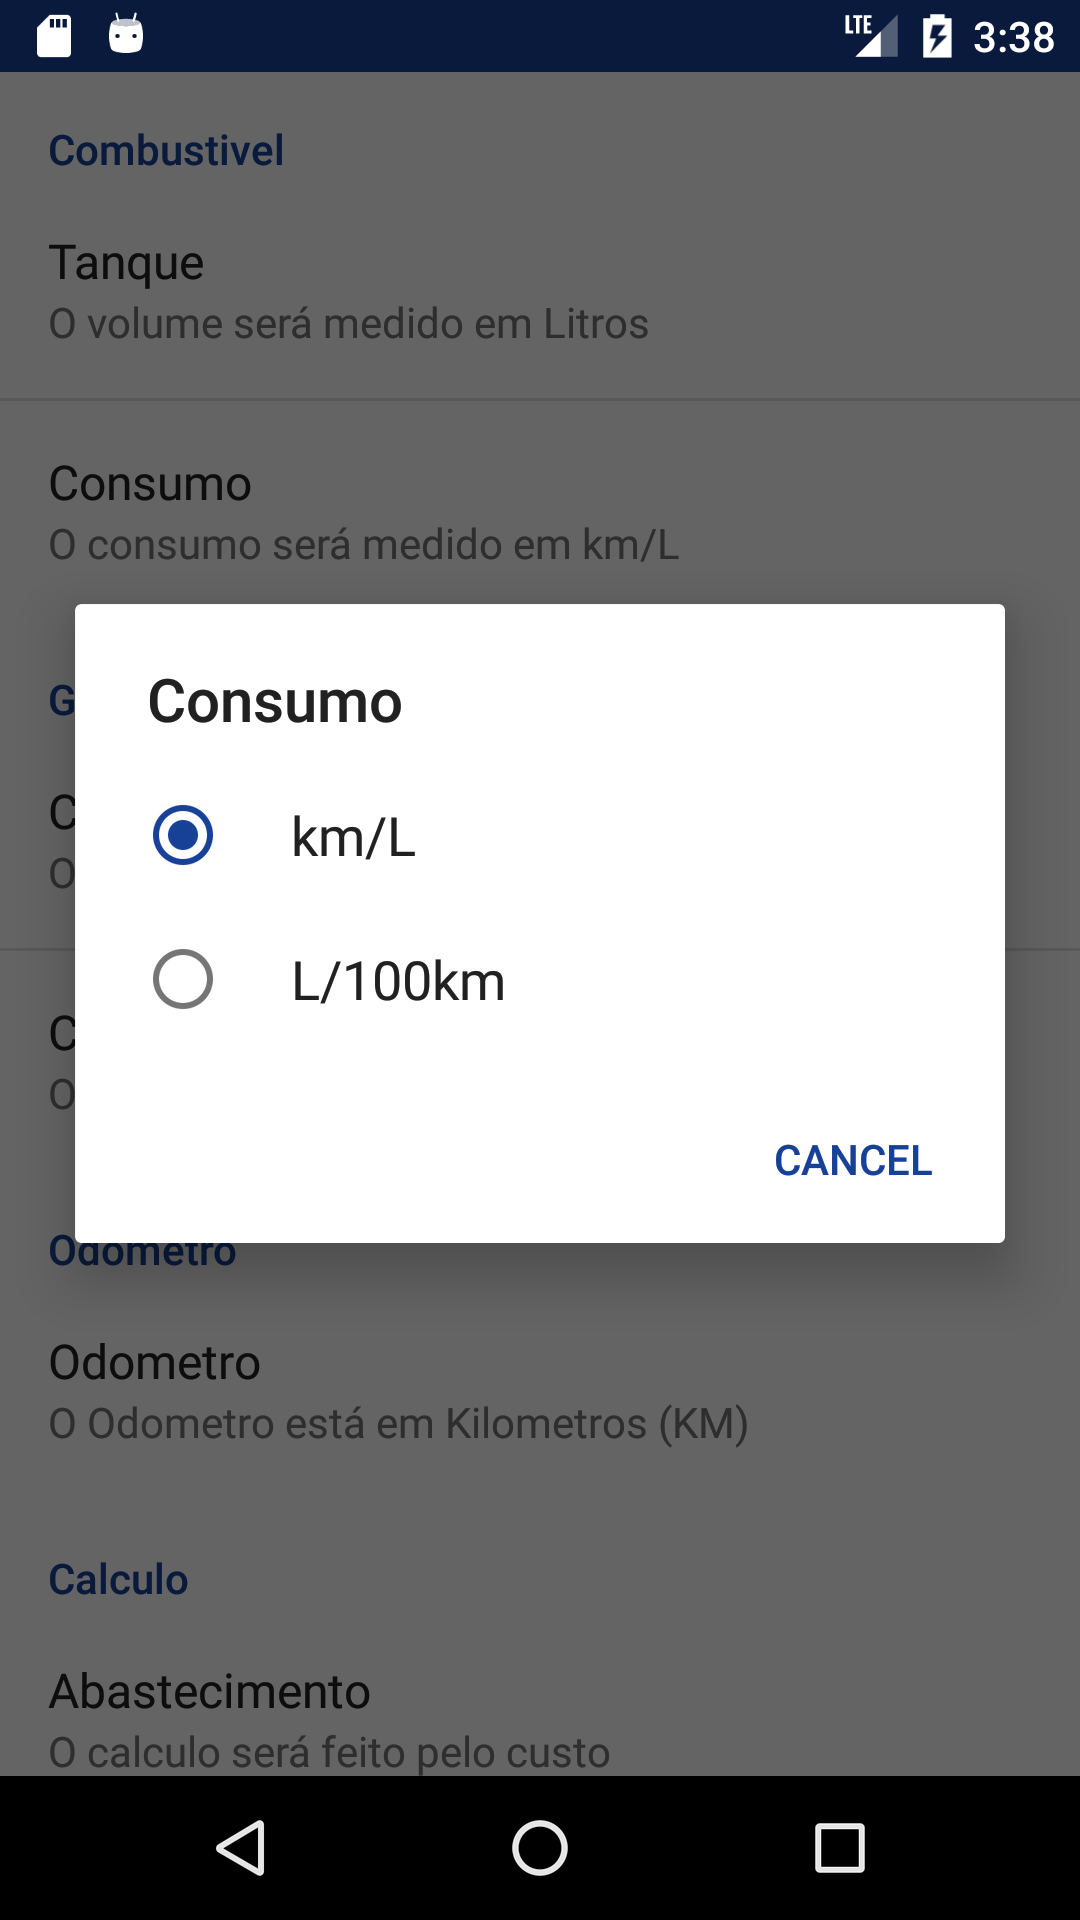 LTE 3:38
Combustivel
Tanque
O volume será medido em Litros
Consumo
O consumo será medido em km/L
Consumo
km/L
L/100km
CANCEL
Odometro
Odometro
O Odometro está em Kilometros (KM)
Calculo
Abastecimento
O calculo será feito pelo custo